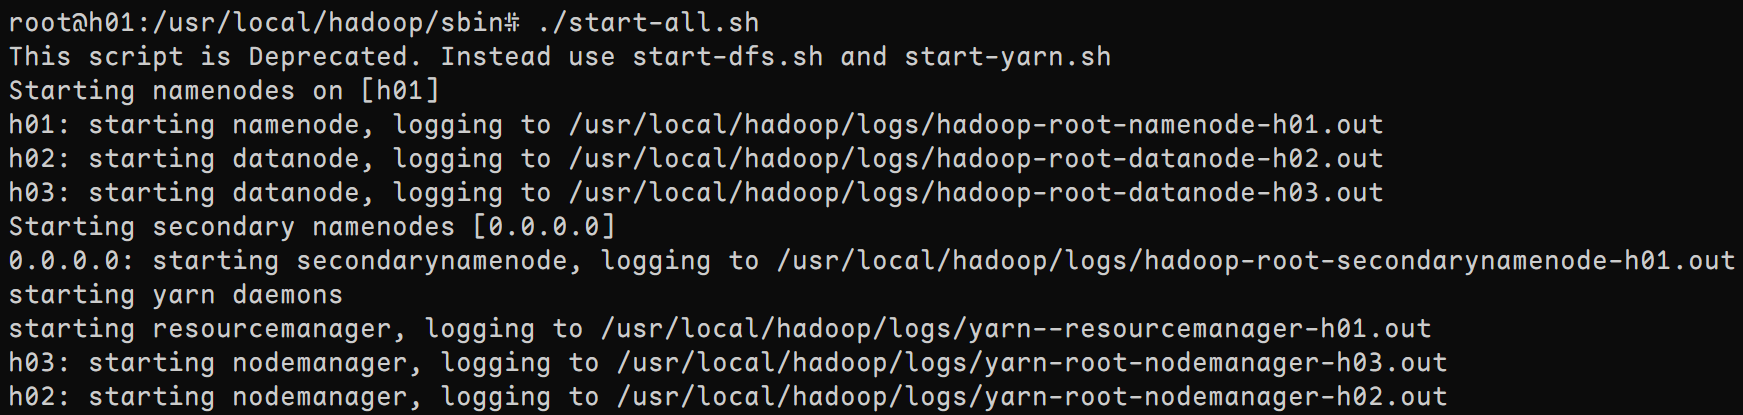 root@h01:/usr/local/hadoop/sbin# ./start-all.sh
This script is Deprecated. Instead use start-dfs.sh and start-yarn.sh
Starting namenodes on [h01]
h01: starting namenode, logging to /usr/local/hadoop/logs/hadoop-root-namenode-h01.out
h02: starting datanode, logging to /usr/local/hadoop/logs/hadoop-root-datanode-h02.out
h03: starting datanode, logging to /usr/local/hadoop/logs/hadoop-root-datanode-h03.out
Starting secondary namenodes [0.0.0.0]
0.0.0.0: starting secondarynamenode, logging to /usr/local/hadoop/logs/hadoop-root-secondarynamenode-h01.out
starting yarn daemons
starting resourcemanager, logging to /usr/local/hadoop/logs/yarn--resourcemanager-h01.out
h03: starting nodemanager, logging to /usr/local/hadoop/logs/yarn-root-nodemanager-h03.out
h02: starting nodemanager, logging to /usr/local/hadoop/logs/yarn-root-nodemanager-h02.out